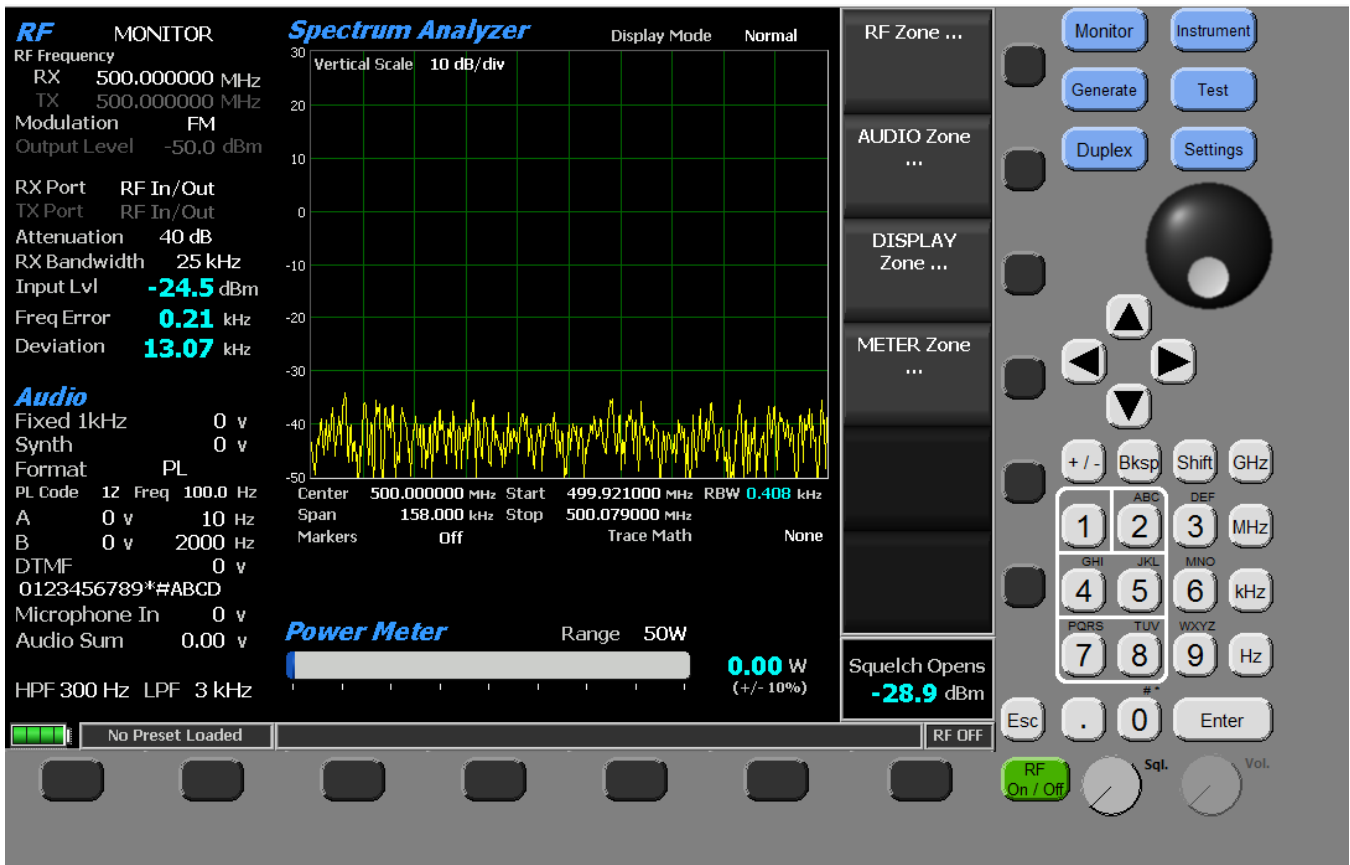 RF MONITOR
RF Frequency
RX 500.000000 MHz
TX 500.000000 MHz
Modulation FM
Output Level -50.0 dBm
RX Port RF In/Out
TX Port RF In/Out
Attenuation 40 dB
RX Bandwidth 25 kHz
Input Lvl -24.5 dBm
Freq Error 0.21 kHz
Deviation 13.07 kHz
Audio
Fixed 1kHz 0 v
Synth 0 v
Format PL
PL Code 1Z Freq 100.0 Hz
A 0 v 10 Hz
B 0 v 2000 Hz
DTMF 0 v
0123456789*#ABCD
Microphone In 0 v
Audio Sum 0.00 v
HPF 300 Hz LPF 3 kHz
Spectrum Analyzer Display Mode Normal
Vertical Scale 10 dB/div
30
20
10
0
-10
-20
-30
-40
-50
Center 500.000000 MHz Start 499.921000 MHz RBW 0.408 kHz
Span 158.000 kHz Stop 500.079000 MHz
Markers Off Trace Math None
Power Meter Range 50W
0.00 W
(+/- 10%)
RF Zone ...
AUDIO Zone
...
DISPLAY
Zone ...
METER Zone
...
Squelch Opens
-28.9 dBm
No Preset Loaded
RF OFF
Monitor Instrument
Generate Test
Duplex Settings
+ / - Bksp Shift GHz
ABC DEF
1 2 3 MHz
GHI JKL MNO
4 5 6 kHz
PQRS TUV WXYZ
7 8 9 Hz
# *
Esc . 0 Enter
RF
On / Off
Sql.
Vol.